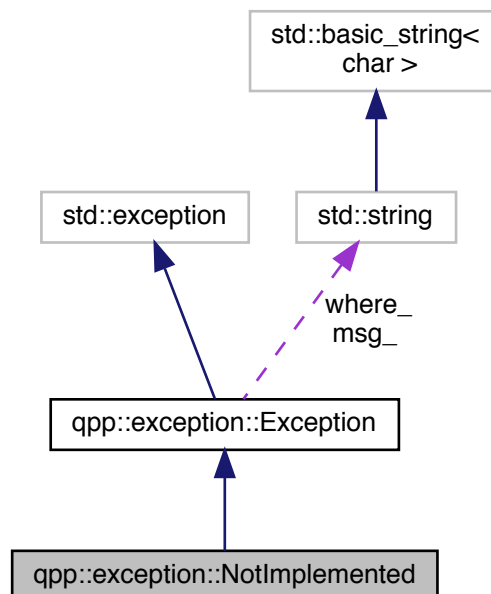 std::basic_string<
char >
std::exception
std::string
where_
msg_
qpp::exception::Exception
qpp::exception::NotImplemented